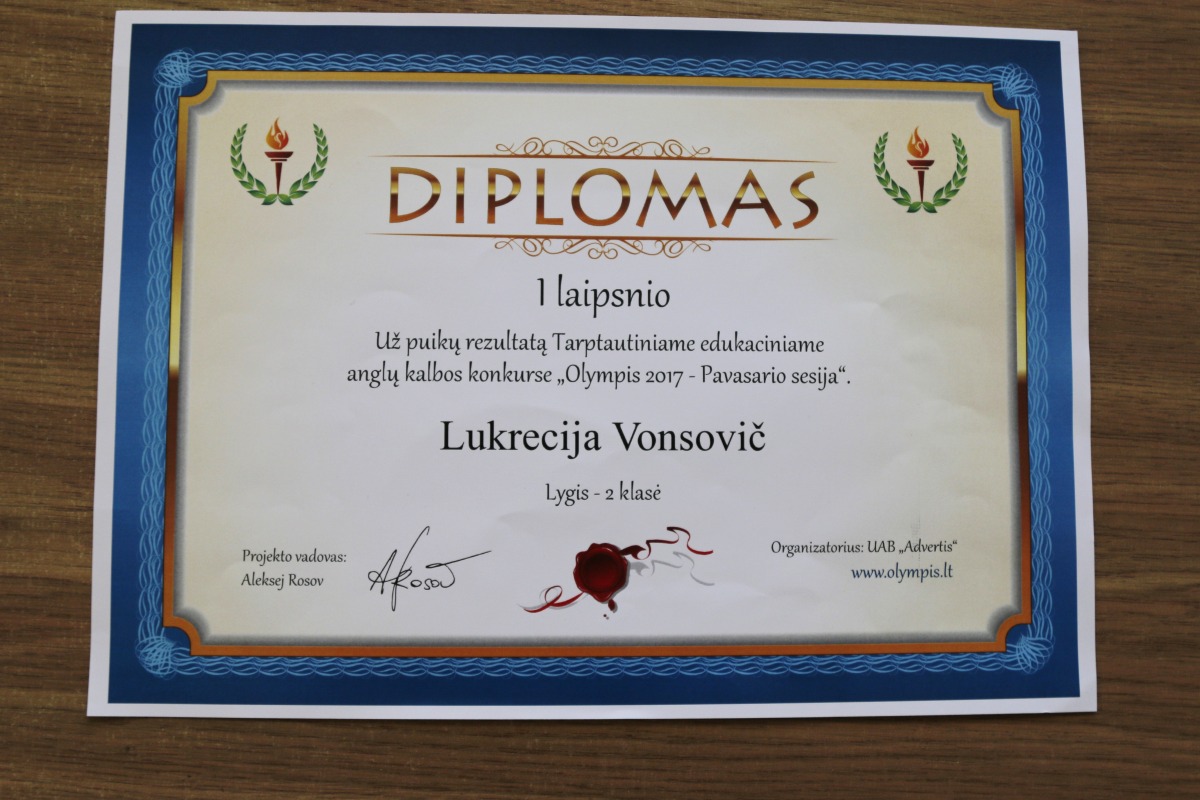 DIPLOMAS
I laipsnio
Už puikų rezultatą Tarptautiniame edukaciniame
anglų kalbos konkurse „Olympis 2017 - Pavasario sesija“.
Lukrecija Vonsovič
Lygis - 2 klasė
Projekto vadovas:
Aleksej Rosov
ARosov
Organizatorius: UAB „Advertis“
www.olympis.lt